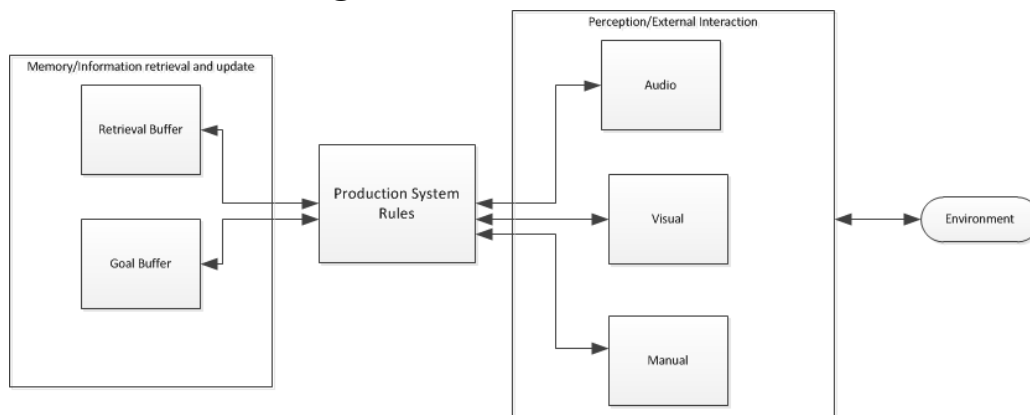 Perception/External Interaction
Memory/Information retrieval and update
Audio
Retrieval Buffer
Production System
Rules
Visual
Environment
Goal Buffer
Manual